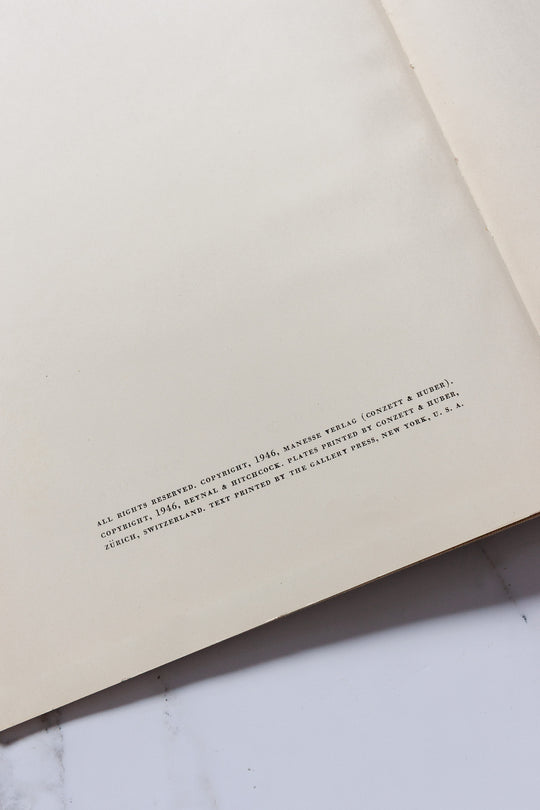 ALL RIGHTS RESERVED. COPYRIGHT, 1946, MANESSE VERLAG (CONZETT & HUBER).
COPYRIGHT, 1946, REYNAL & HITCHCOCK. PLATES PRINTED BY CONZETT & HUBER,
ZÜRICH, SWITZERLAND. TEXT PRINTED BY THE GALLERY PRESS, NEW YORK, U. S. A.